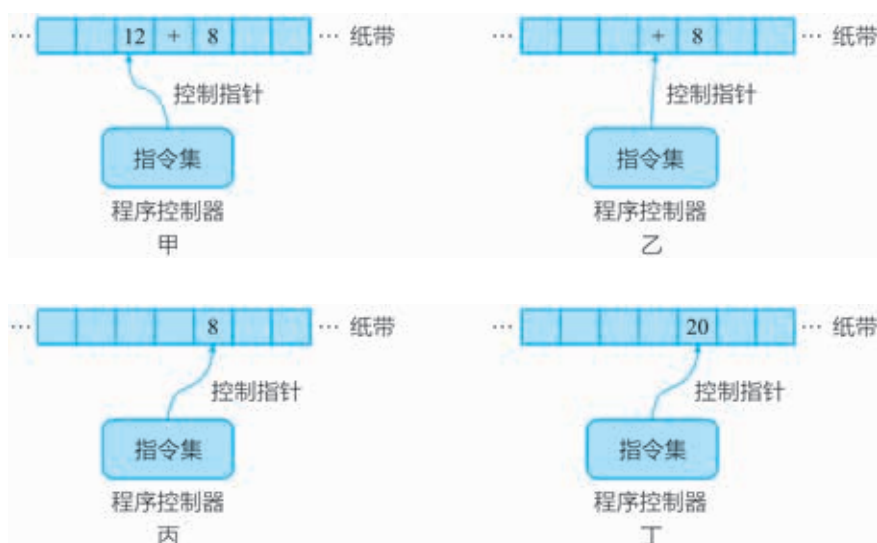 … 12 + 8 … 纸带
控制指针
指令集
程序控制器
甲
… + 8 … 纸带
控制指针
指令集
程序控制器
乙
… 8 … 纸带
控制指针
指令集
程序控制器
丙
… 20 … 纸带
控制指针
指令集
程序控制器
丁